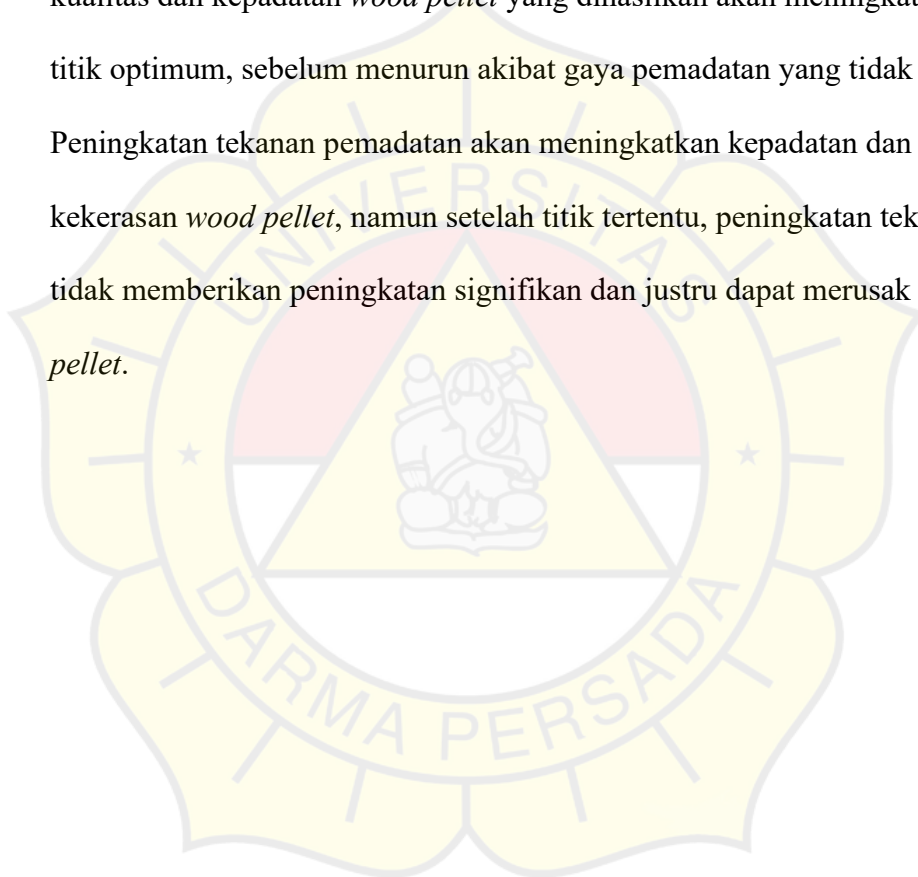 kualitas dan kepadatan wood pellet yang dihasilkan akan meningkat
titik optimum, sebelum menurun akibat gaya pemadatan yang tidak
Peningkatan tekanan pemadatan akan meningkatkan kepadatan dan
kekerasan wood pellet, namun setelah titik tertentu, peningkatan tek
tidak memberikan peningkatan signifikan dan justru dapat merusak
pellet.
UNIVERSITAS
DARMA PERSADA